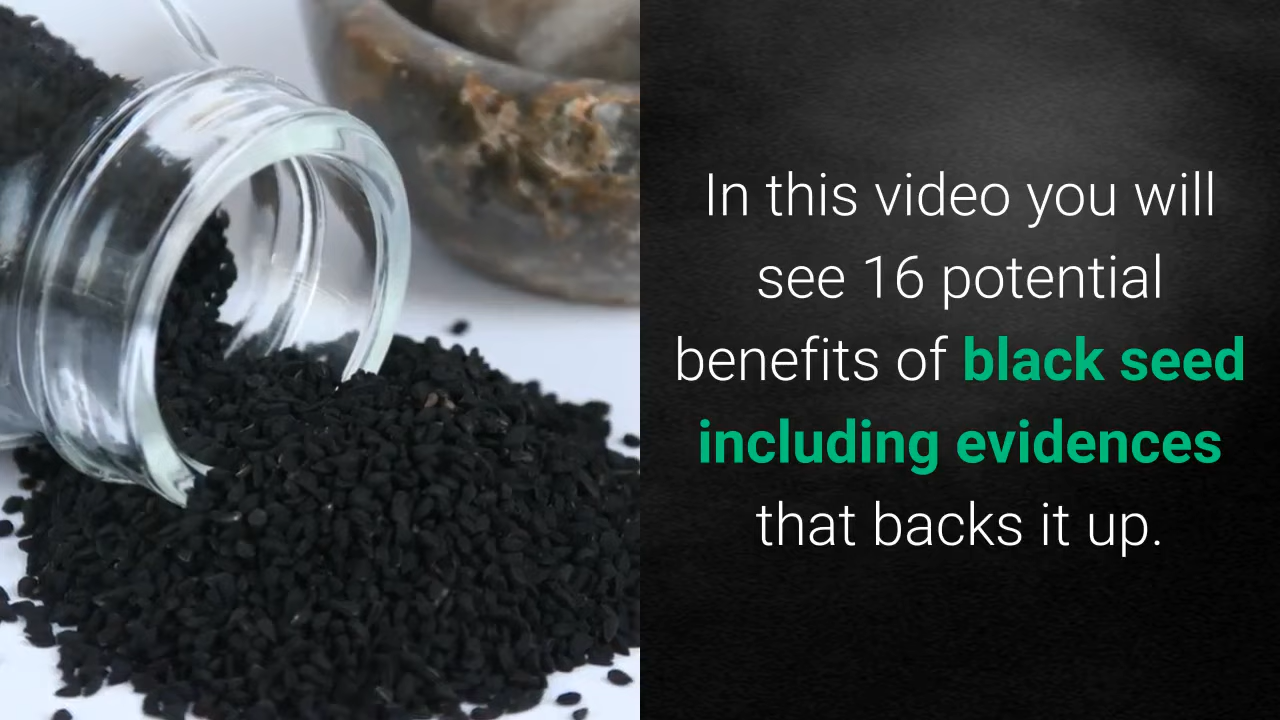 In this video you will
see 16 potential
benefits of black seed
including evidences
that backs it up.